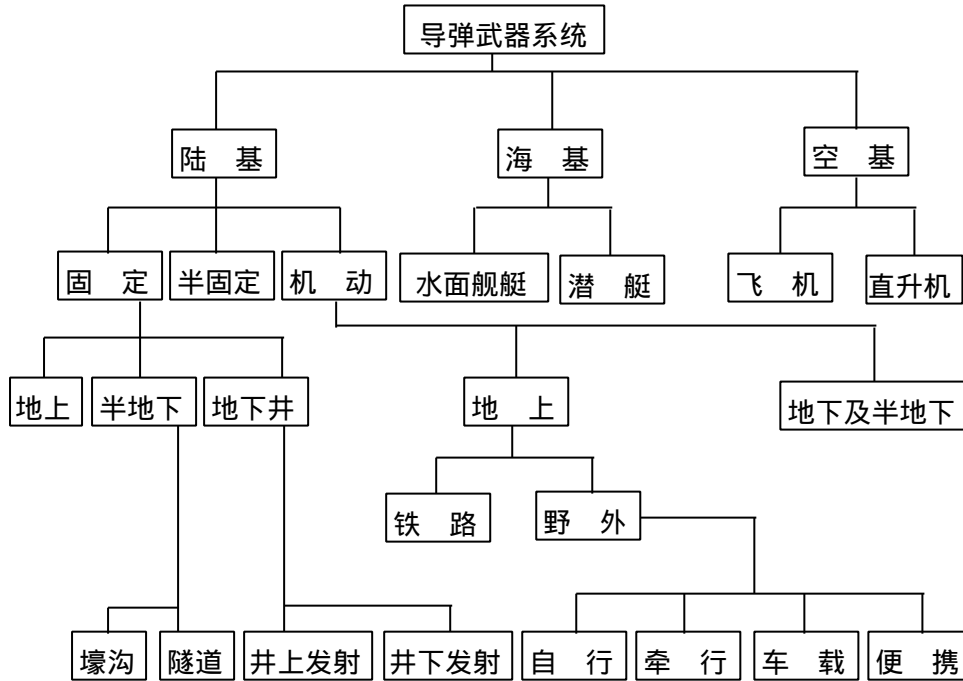 导弹武器系统
陆 基
海 基
空 基
固 定
半固定
机 动
水面舰艇
潜 艇
飞 机
直升机
地上
半地下
地下井
地 上
地下及半地下
铁 路
野 外
壕沟
隧道
井上发射
井下发射
自 行
牵 行
车 载
便 携